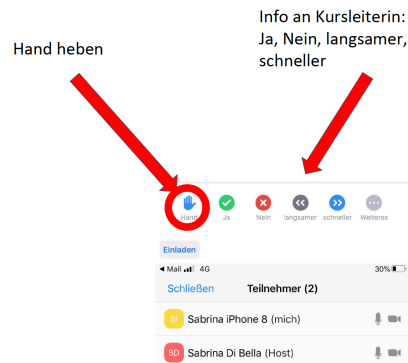 Info an Kursleiterin:
Hand heben
Ja, Nein, langsamer,
schneller
Hand
Ja
Nein
langsamer
schneller
Weiteres
Einladen
Mail 4G
30%
Schließen
Teilnehmer (2)
SI
Sabrina iPhone 8 (mich)
SD
Sabrina Di Bella (Host)